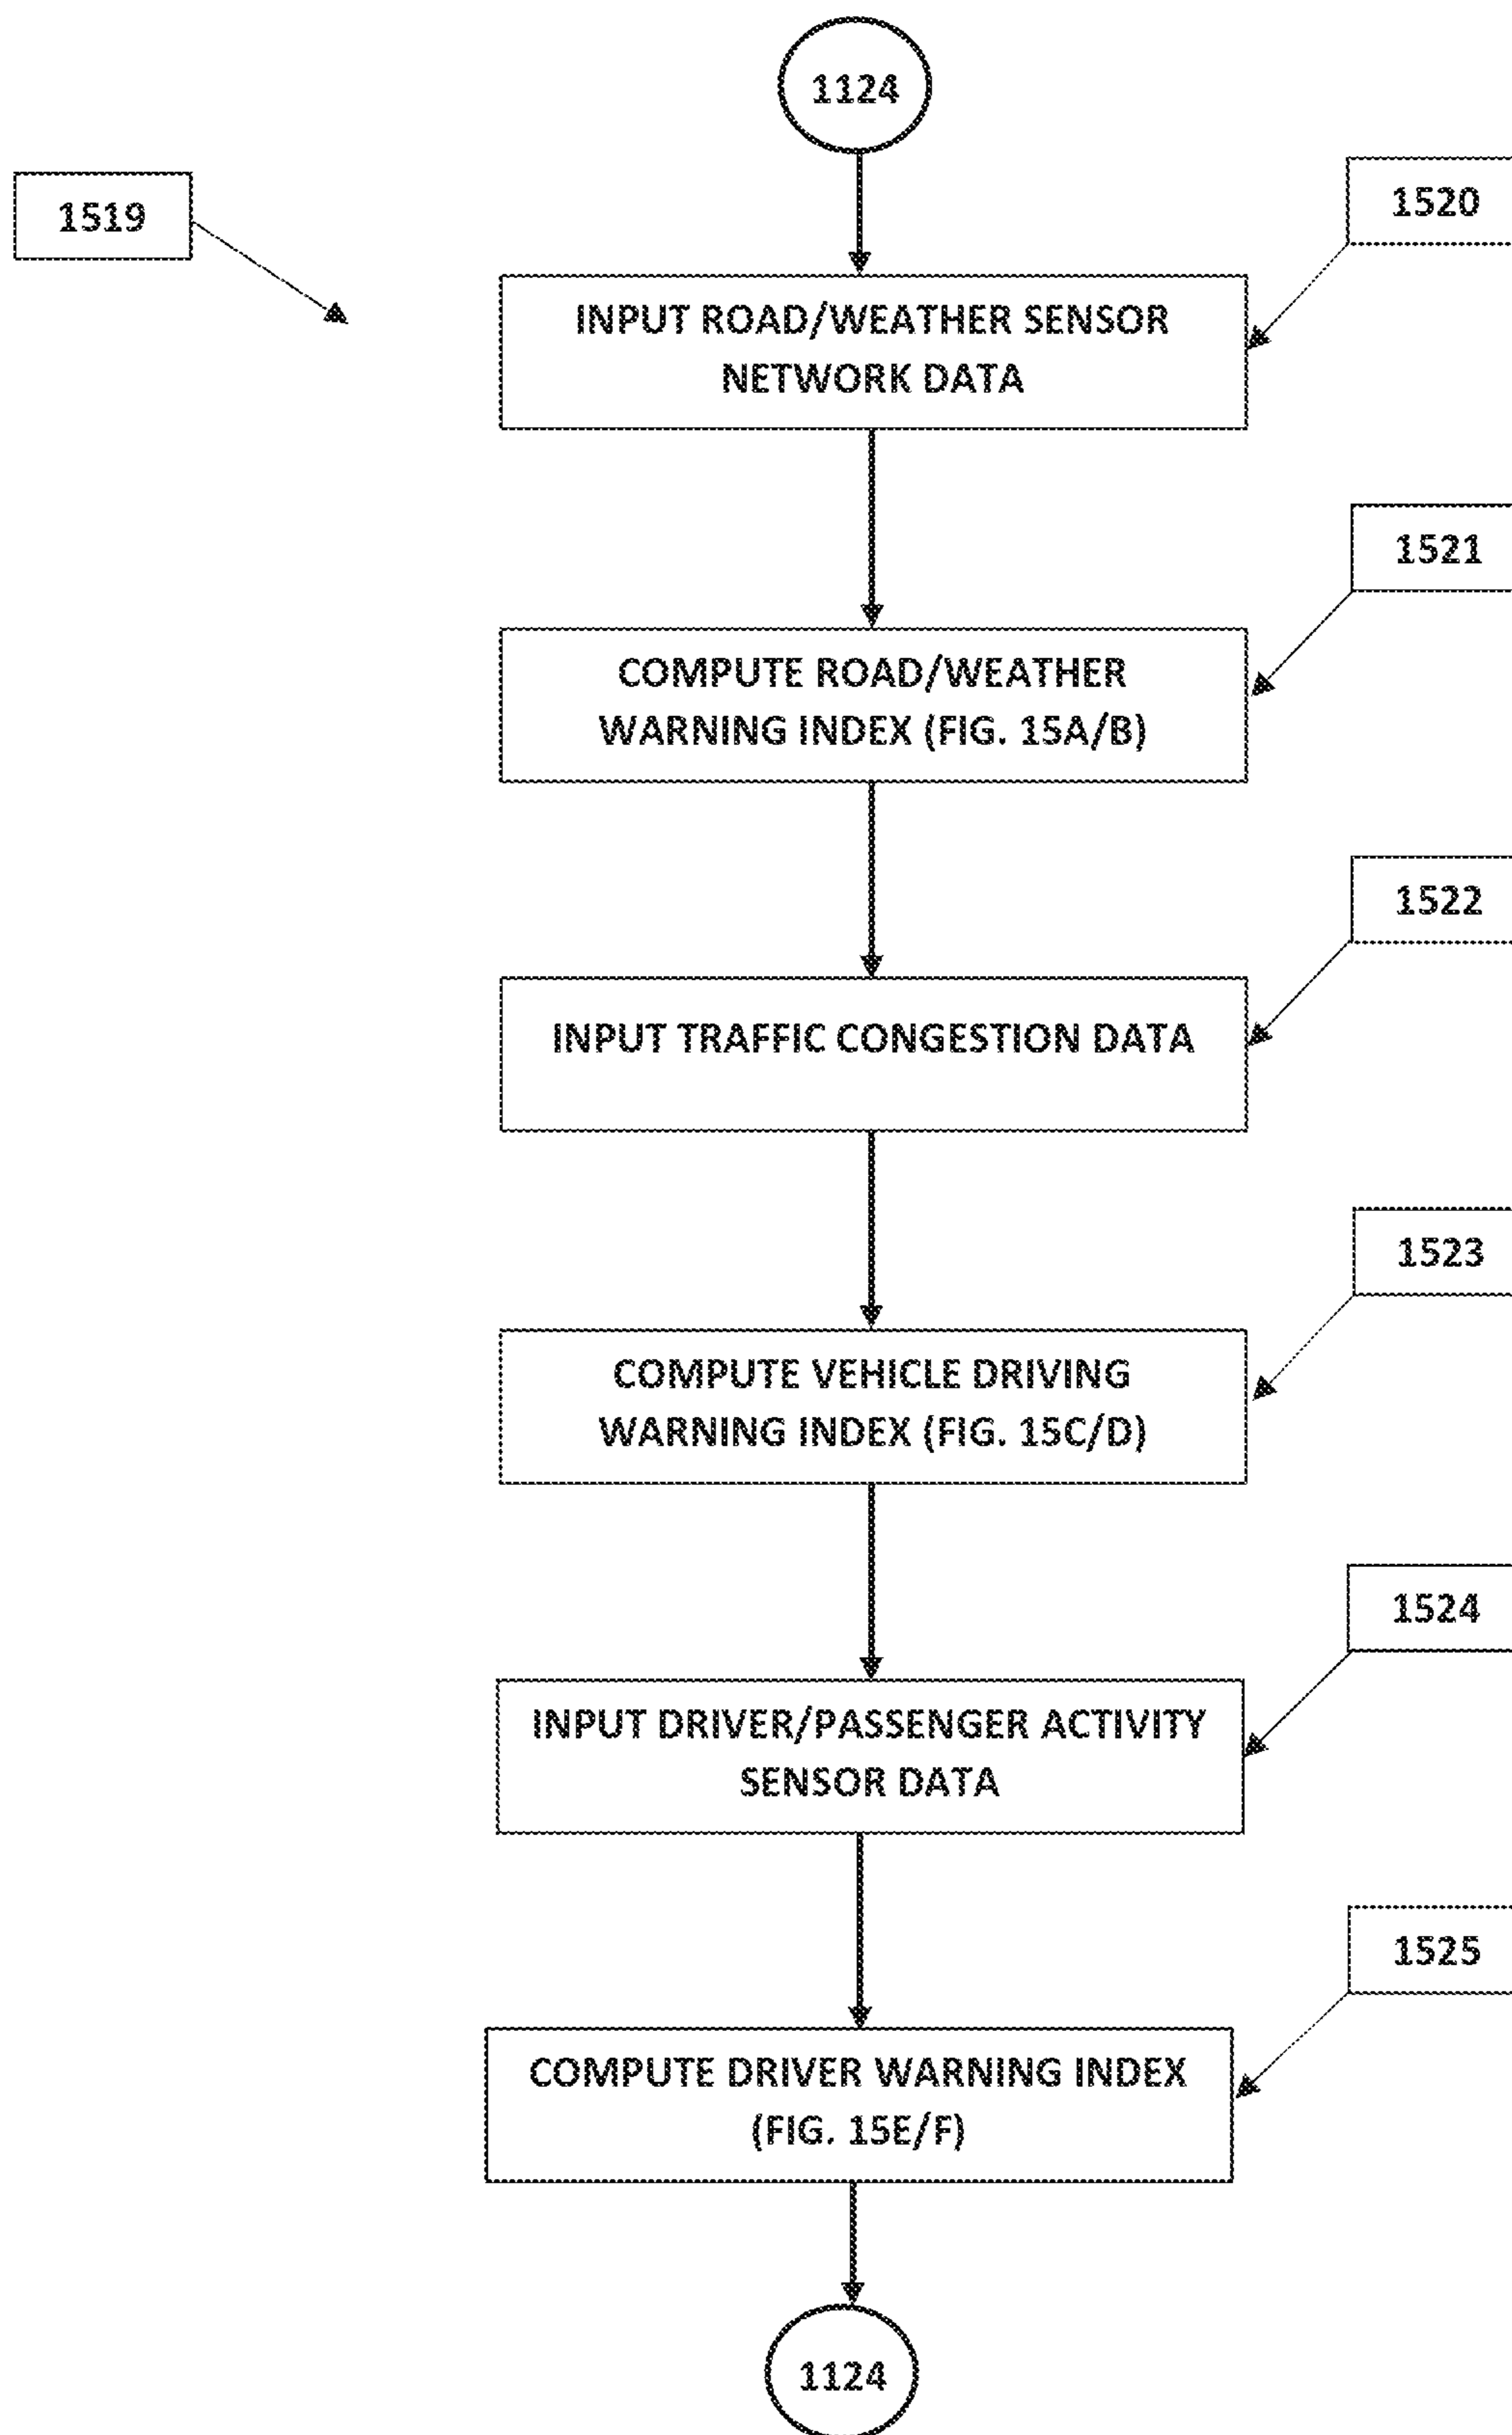 1124
1519
1520
INPUT ROAD/WEATHER SENSOR
NETWORK DATA
1521
COMPUTE ROAD/WEATHER
WARNING INDEX (FIG. 15A/B)
1522
INPUT TRAFFIC CONGESTION DATA
1523
COMPUTE VEHICLE DRIVING
WARNING INDEX (FIG. 15C/D)
1524
INPUT DRIVER/PASSENGER ACTIVITY
SENSOR DATA
1525
COMPUTE DRIVER WARNING INDEX
(FIG. 15E/F)
1124